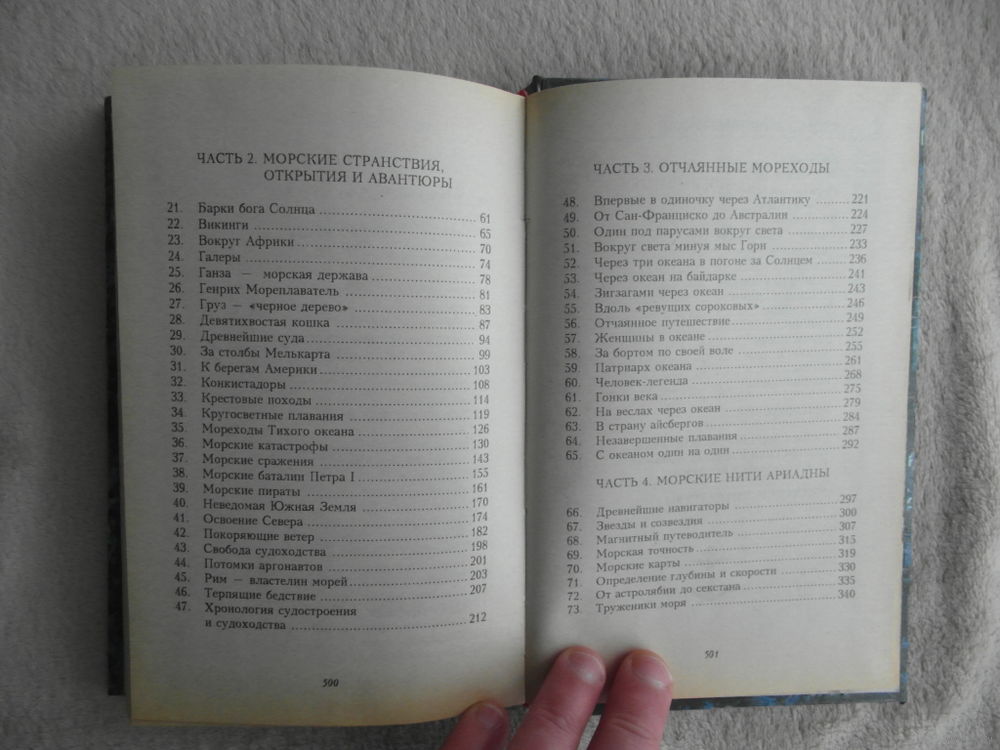 ЧАСТЬ 2. МОРСКИЕ СТРАНСТВИЯ,
ОТКРЫТИЯ И АВАНТЮРЫ
21. Барки бога Солнца 61
22. Викинги 65
23. Вокруг Африки 70
24. Галеры 74
25. Ганза — морская держава 78
26. Генрих Мореплаватель 81
27. Груз — «черное дерево» 83
28. Девятихвостая кошка 87
29. Древнейшие суда 94
30. За столбы Мелькарта 99
31. К берегам Америки 103
32. Конкистадоры 108
33. Крестовые походы 114
34. Кругосветные плавания 119
35. Мореходы Тихого океана 126
36. Морские катастрофы 130
37. Морские сражения 143
38. Морские баталии Петра I 155
39. Морские пираты 161
40. Неведомая Южная Земля 170
41. Освоение Севера 174
42. Покоряющие ветер 182
43. Свобода судоходства 198
44. Потомки аргонавтов 201
45. Рим — властелин морей 203
46. Терпящие бедствие 207
47. Хронология судостроения
и судоходства 212
500
ЧАСТЬ 3. ОТЧАЯННЫЕ МОРЕХОДЫ
48. Впервые в одиночку через Атлантику 221
49. От Сан-Франциско до Австралии 224
50. Один под парусами вокруг света 227
51. Вокруг света минуя мыс Горн 233
52. Через три океана в погоне за Солнцем 236
53. Через океан на байдарке 241
54. Зигзагами через океан 243
55. Вдоль «ревущих сороковых» 246
56. Отчаянное путешествие 249
57. Женщины в океане 252
58. За бортом по своей воле 255
59. Патриарх океана 261
60. Человек-легенда 268
61. Гонки века 275
62. На веслах через океан 279
63. В страну айсбергов 284
64. Незавершенные плавания 287
65. С океаном один на один 292
ЧАСТЬ 4. МОРСКИЕ НИТИ АРИАДНЫ
66. Древнейшие навигаторы 297
67. Звезды и созвездия 300
68. Магнитный путеводитель 307
69. Морская точность 315
70. Морские карты 319
71. Определение глубины и скорости 330
72. От астролябии до секстана 335
73. Труженики моря 340
501